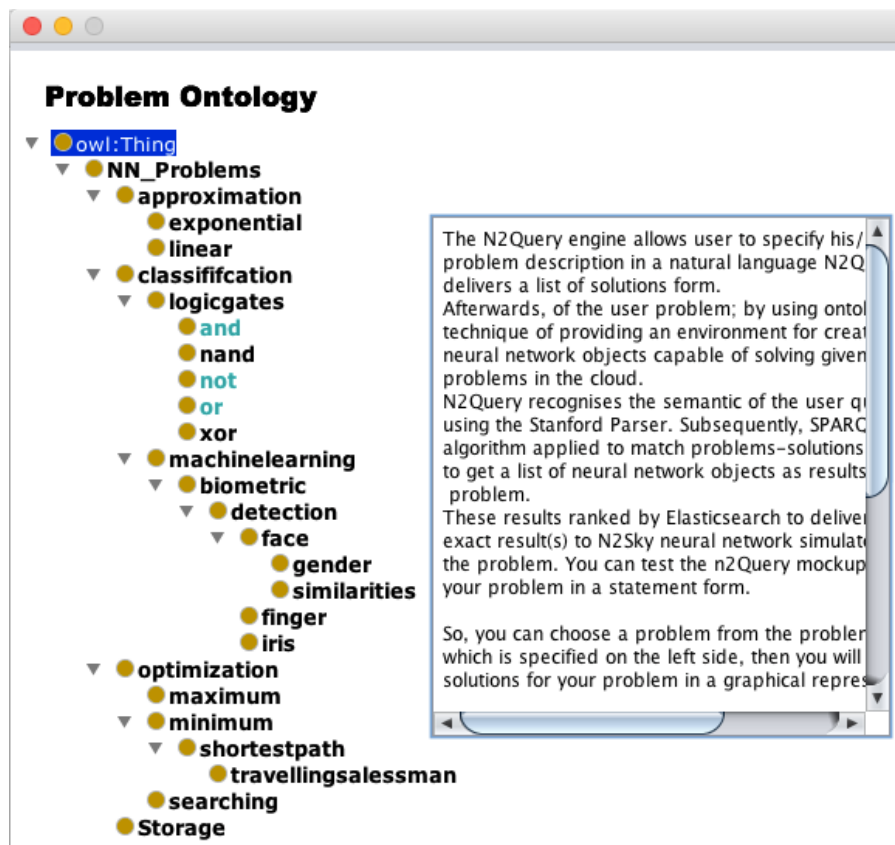 Problem Ontology
owl:Thing
NN_Problems
approximation
exponential
linear
classififcation
logicgates
and
nand
not
or
xor
machinelearning
biometric
detection
face
gender
similarities
finger
iris
optimization
maximum
minimum
shortestpath
travellingsalessman
searching
Storage
The N2Query engine allows user to specify his/
problem description in a natural language N2Q
delivers a list of solutions form.
Afterwards, of the user problem; by using ontol
technique of providing an environment for creat
neural network objects capable of solving given
problems in the cloud.
N2Query recognises the semantic of the user qu
using the Stanford Parser. Subsequently, SPARQ
algorithm applied to match problems-solutions
to get a list of neural network objects as results
problem.
These results ranked by Elasticsearch to deliver
exact result(s) to N2Sky neural network simulat
the problem. You can test the n2Query mockup
your problem in a statement form.
So, you can choose a problem from the problem
which is specified on the left side, then you will
solutions for your problem in a graphical repres